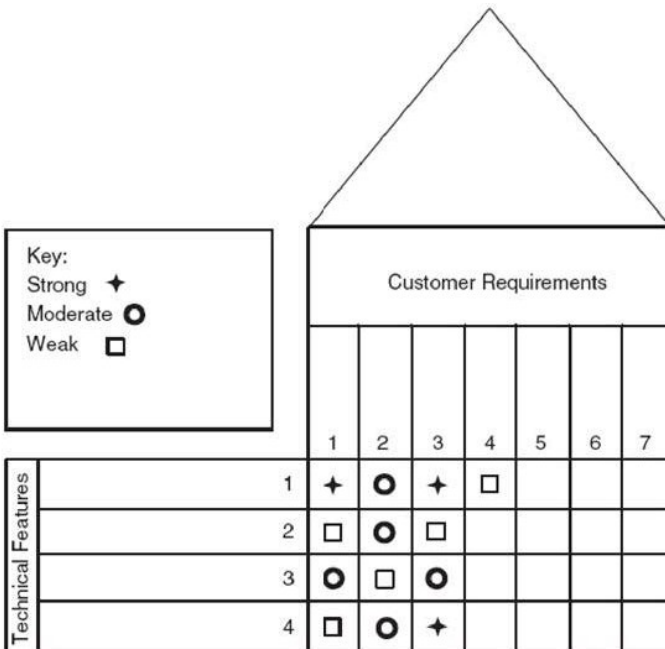 Key:
Strong
Moderate
Weak
Customer Requirements
1 2 3 4 5 6 7
Technical Features
1
2
3
4